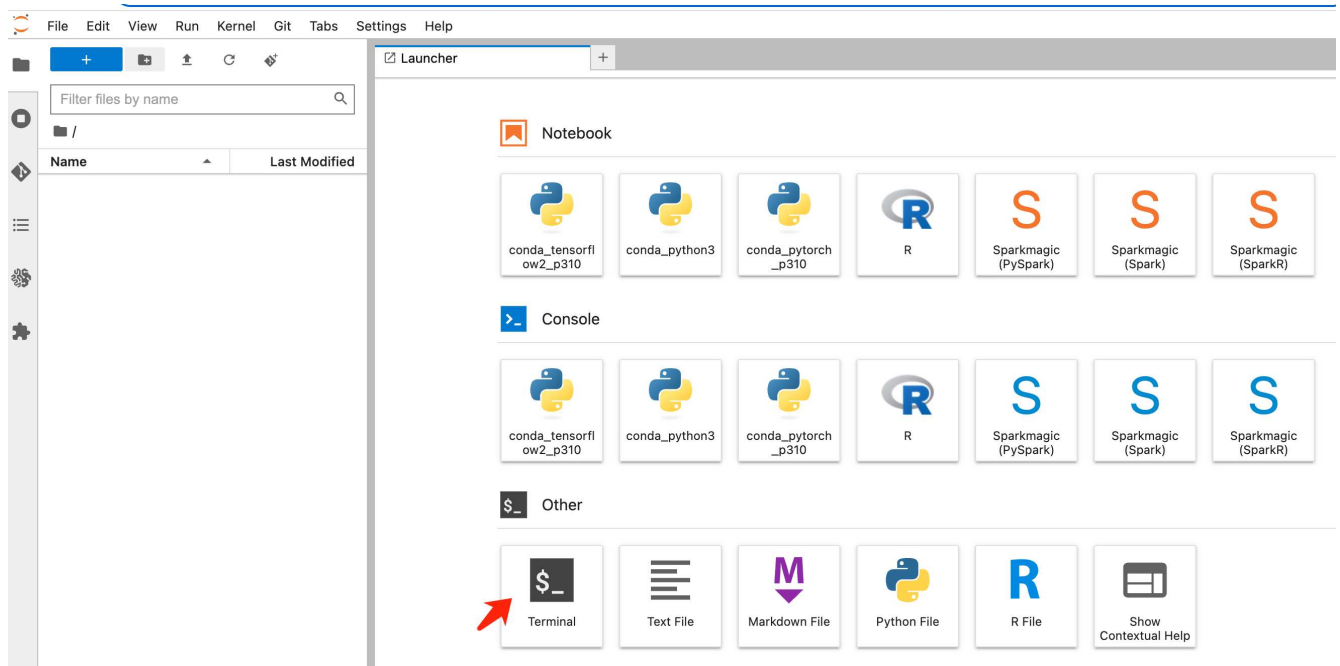 File Edit View Run Kernel Git Tabs Settings Help
+
Launcher
+
Filter files by name
/
Name Last Modified
Notebook
conda_tensorfl
ow2_p310
conda_python3
conda_pytorch
_p310
R
R
S
Sparkmagic
(PySpark)
S
Sparkmagic
(Spark)
S
Sparkmagic
(SparkR)
>_ Console
conda_tensorfl
ow2_p310
conda_python3
conda_pytorch
_p310
R
R
S
Sparkmagic
(PySpark)
S
Sparkmagic
(Spark)
S
Sparkmagic
(SparkR)
$_ Other
$_
Terminal
Text File
M
Markdown File
Python File
R
R File
Show
Contextual Help